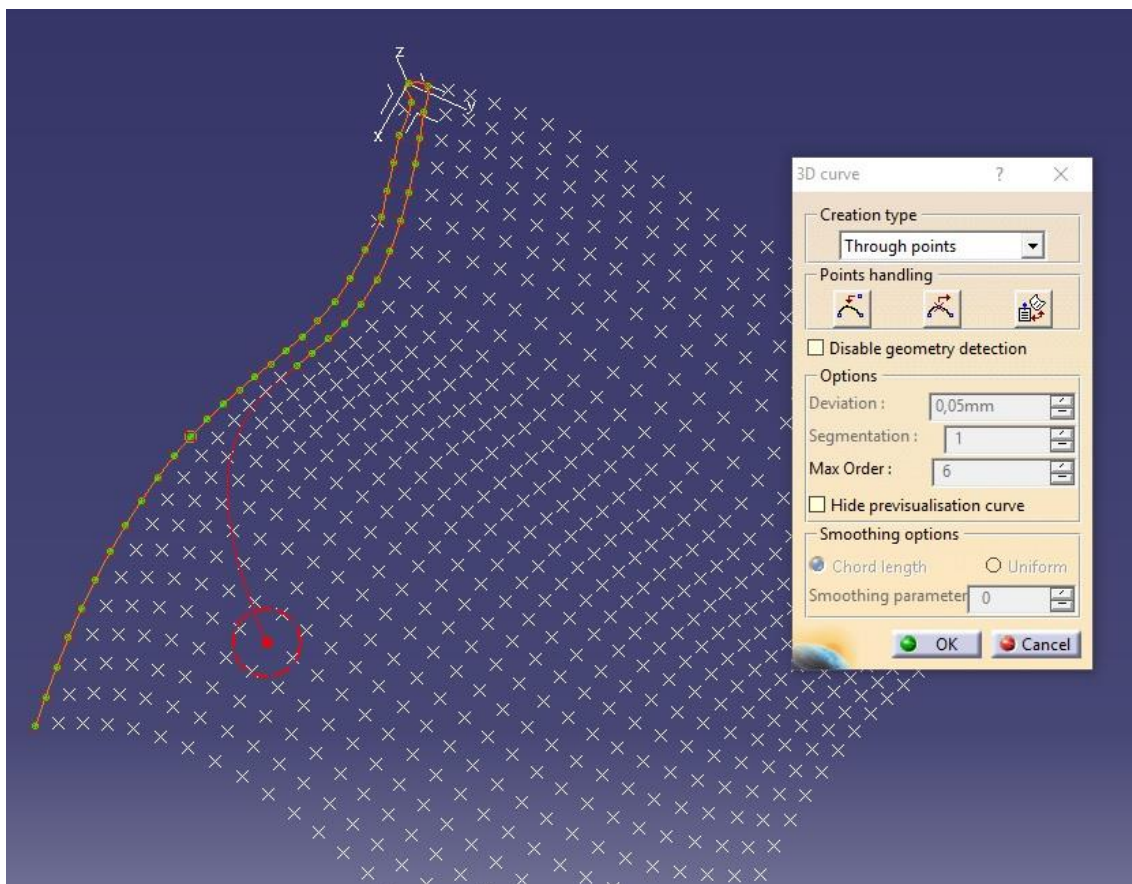 z
y
x
3D curve ?
Creation type
Through points
Points handling
Disable geometry detection
Options
Deviation : 0,05mm
Segmentation : 1
Max Order : 6
Hide previsualisation curve
Smoothing options
Chord length Uniform
Smoothing parameter 0
OK Cancel